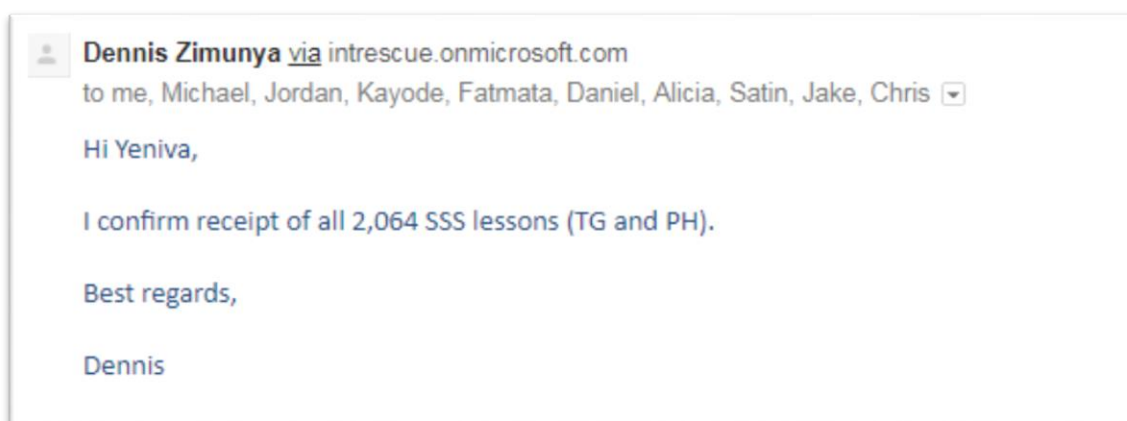 Dennis Zimunya via intrescue.onmicrosoft.com
to me, Michael, Jordan, Kayode, Fatmata, Daniel, Alicia, Satin, Jake, Chris
Hi Yeniva,
I confirm receipt of all 2,064 SSS lessons (TG and PH).
Best regards,
Dennis